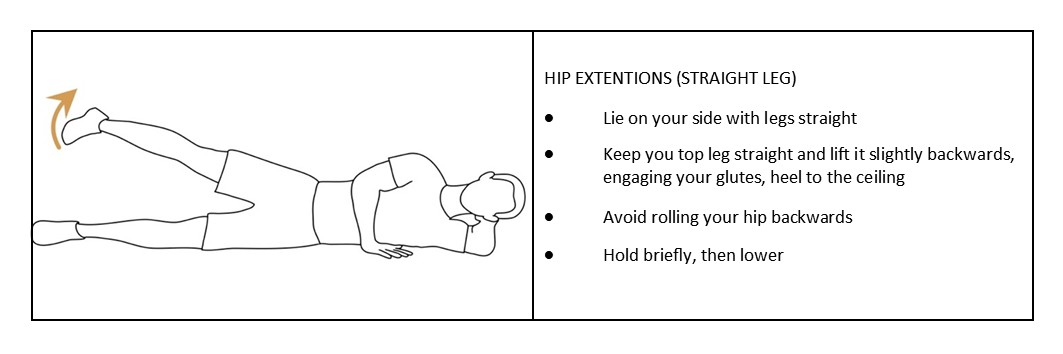 HIP EXTENTIONS (STRAIGHT LEG)
● Lie on your side with legs straight
● Keep you top leg straight and lift it slightly backwards,
engaging your glutes, heel to the ceiling
● Avoid rolling your hip backwards
● Hold briefly, then lower